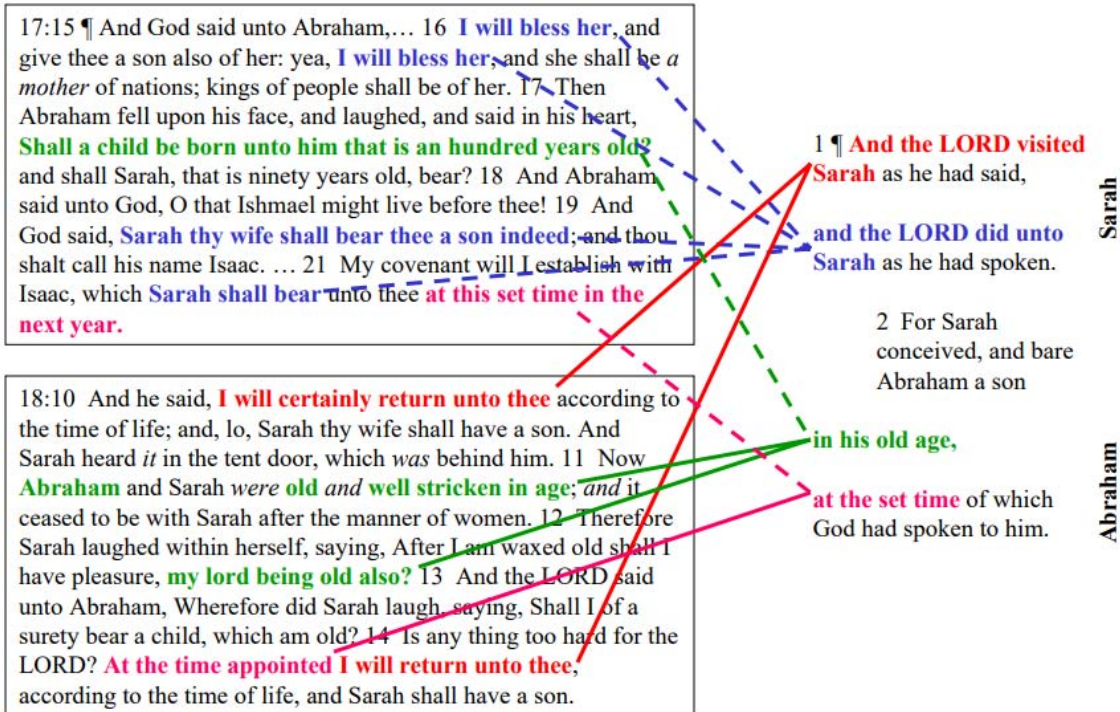 17:15 ¶ And God said unto Abraham,… 16 I will bless her, and
give thee a son also of her: yea, I will bless her, and she shall be a
mother of nations; kings of people shall be of her. 17 Then
Abraham fell upon his face, and laughed, and said in his heart,
Shall a child be born unto him that is an hundred years old?
and shall Sarah, that is ninety years old, bear? 18 And Abraham
said unto God, O that Ishmael might live before thee! 19 And
God said, Sarah thy wife shall bear thee a son indeed; and thou
shalt call his name Isaac. … 21 My covenant will I establish with
Isaac, which Sarah shall bear unto thee at this set time in the
next year.
18:10 And he said, I will certainly return unto thee according to
the time of life; and, lo, Sarah thy wife shall have a son. And
Sarah heard it in the tent door, which was behind him. 11 Now
Abraham and Sarah were old and well stricken in age; and it
ceased to be with Sarah after the manner of women. 12 Therefore
Sarah laughed within herself, saying, After I am waxed old shall I
have pleasure, my lord being old also? 13 And the LORD said
unto Abraham, Wherefore did Sarah laugh, saying, Shall I of a
surety bear a child, which am old? 14 Is any thing too hard for the
LORD? At the time appointed I will return unto thee,
according to the time of life, and Sarah shall have a son.
1 ¶ And the LORD visited
Sarah as he had said,
and the LORD did unto
Sarah as he had spoken.
2 For Sarah
conceived, and bare
Abraham a son
in his old age,
at the set time of which
God had spoken to him.
Sarah
Abraham